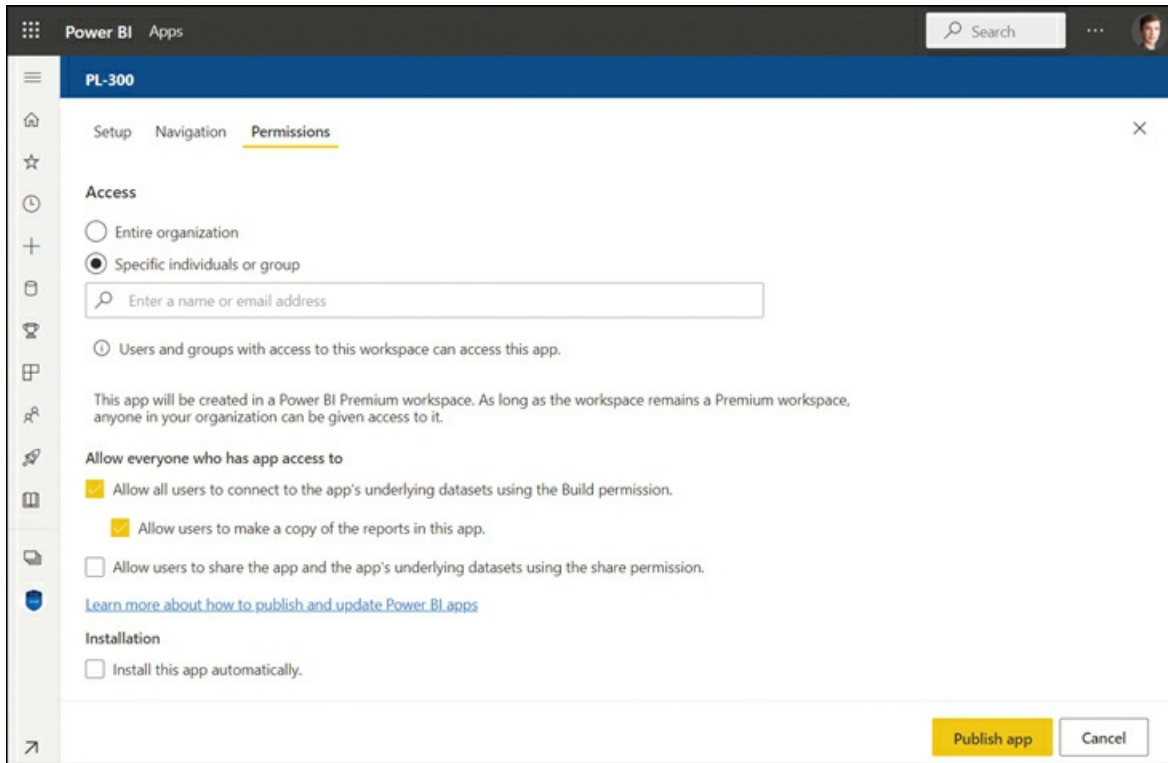 Power BI Apps
Search
PL-300
Setup Navigation Permissions
Access
Entire organization
Specific individuals or group
Enter a name or email address
Users and groups with access to this workspace can access this app.
This app will be created in a Power BI Premium workspace. As long as the workspace remains a Premium workspace,
anyone in your organization can be given access to it.
Allow everyone who has app access to
Allow all users to connect to the app's underlying datasets using the Build permission.
Allow users to make a copy of the reports in this app.
Allow users to share the app and the app's underlying datasets using the share permission.
Learn more about how to publish and update Power BI apps
Installation
Install this app automatically.
Publish app Cancel